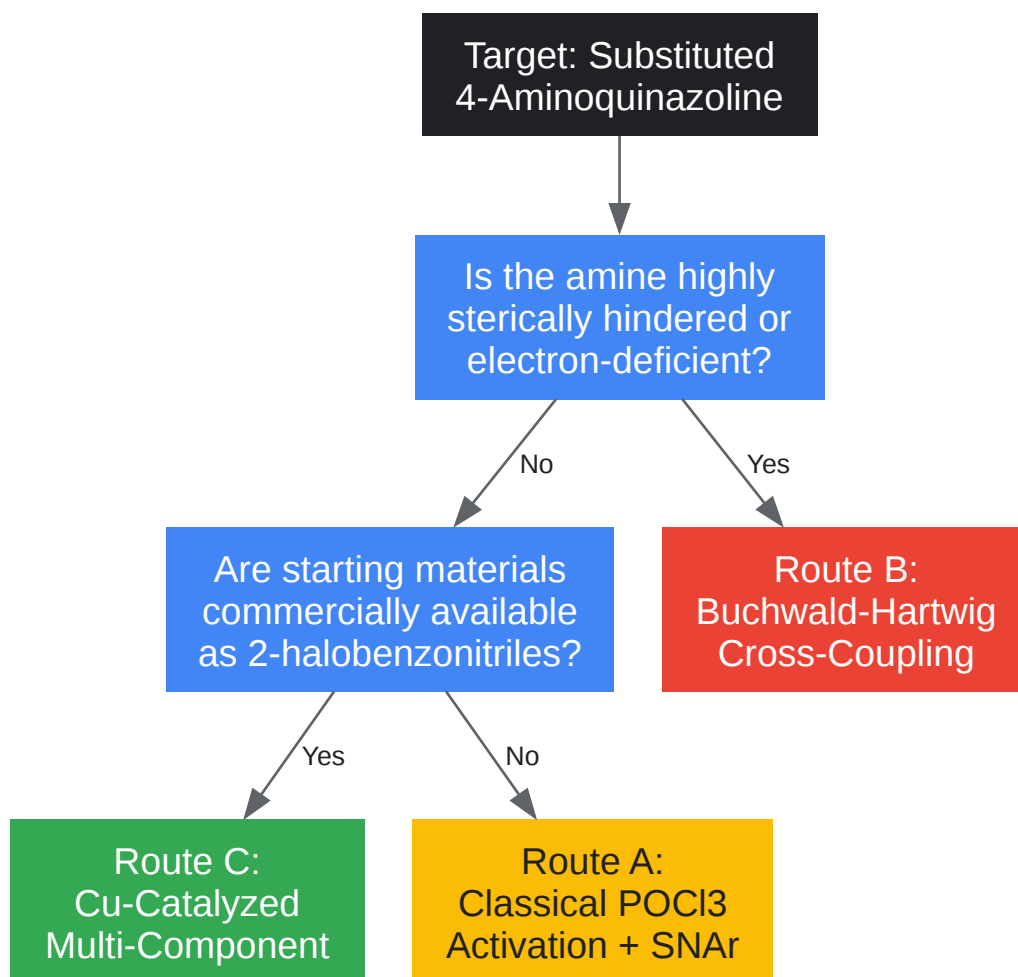 Target: Substituted
4-Aminoquinazoline
Is the amine highly
sterically hindered or
electron-deficient?
No
Yes
Are starting materials
commercially available
as 2-halobenzonitriles?
Route B:
Buchwald-Hartwig
Cross-Coupling
Yes
No
Route C:
Cu-Catalyzed
Multi-Component
Route A:
Classical POCl3
Activation + SNAr